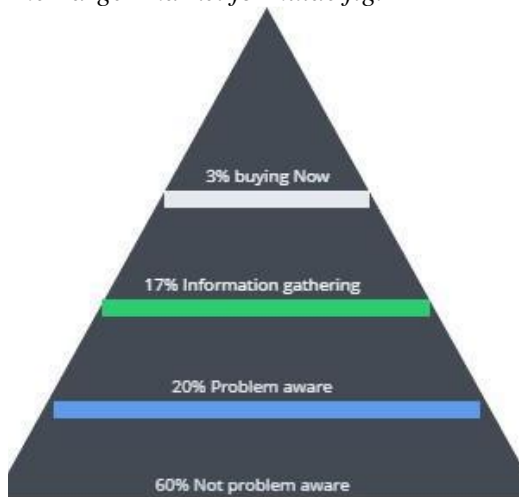 3% buying Now
17% Information gathering
20% Problem aware
60% Not problem aware